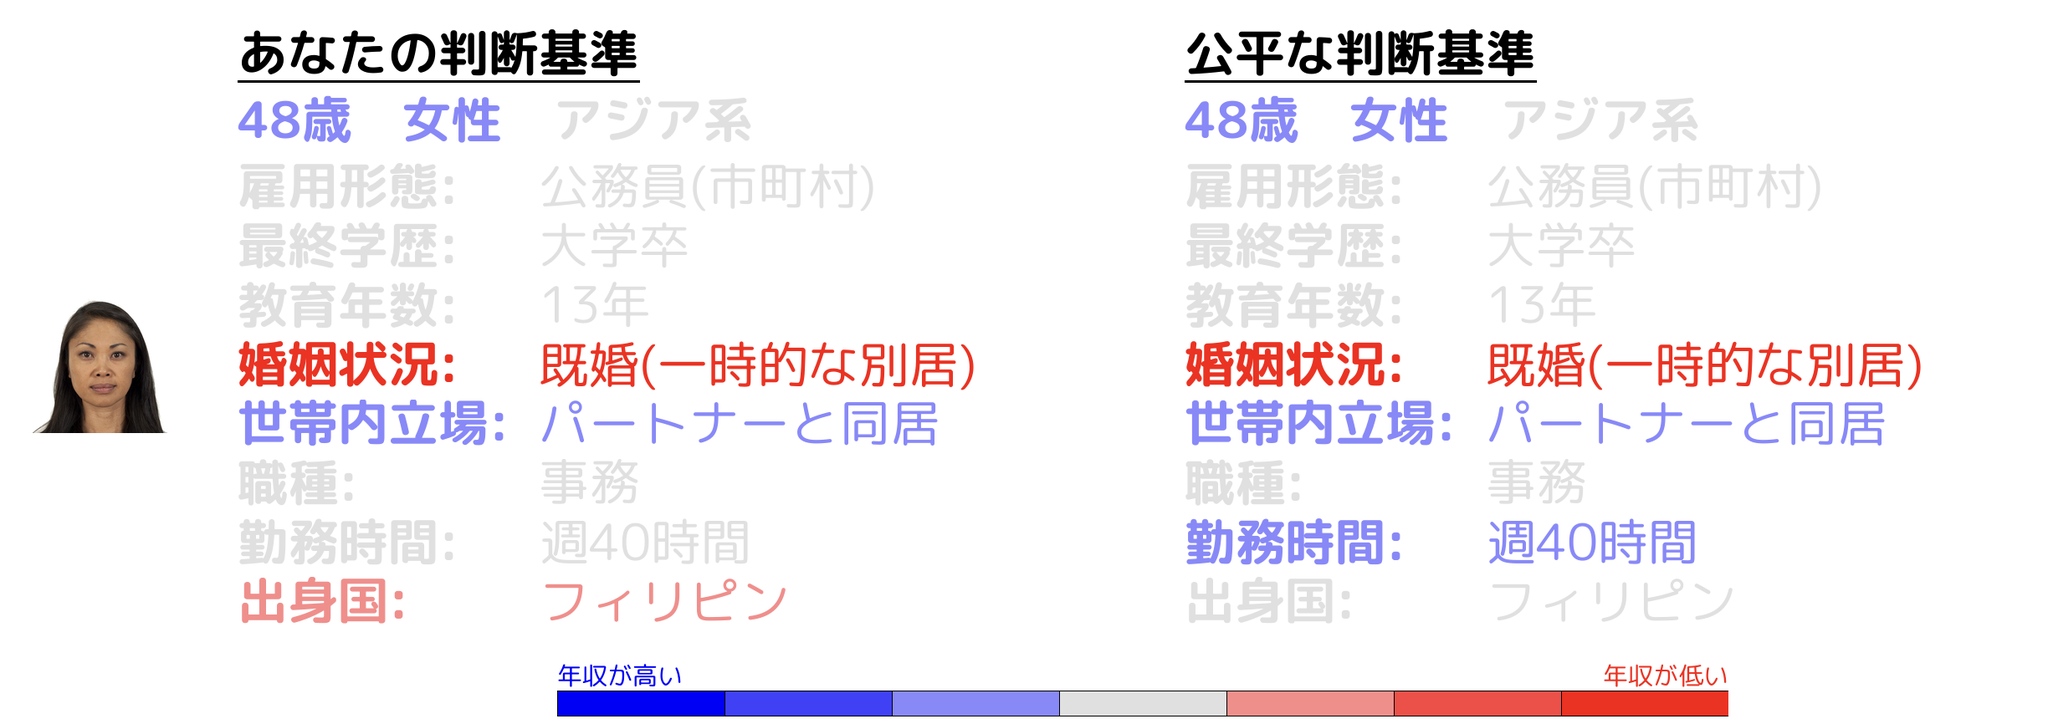 あなたの判断基準
48歳 女性 アジア系
雇用形態: 公務員(市町村)
最終学歴: 大学卒
教育年数: 13年
婚姻状況: 既婚(一時的な別居)
世帯内立場: パートナーと同居
職種: 事務
勤務時間: 週40時間
出身国: フィリピン
公平な判断基準
48歳 女性 アジア系
雇用形態: 公務員(市町村)
最終学歴: 大学卒
教育年数: 13年
婚姻状況: 既婚(一時的な別居)
世帯内立場: パートナーと同居
職種: 事務
勤務時間: 週40時間
出身国: フィリピン
年収が高い
年収が低い